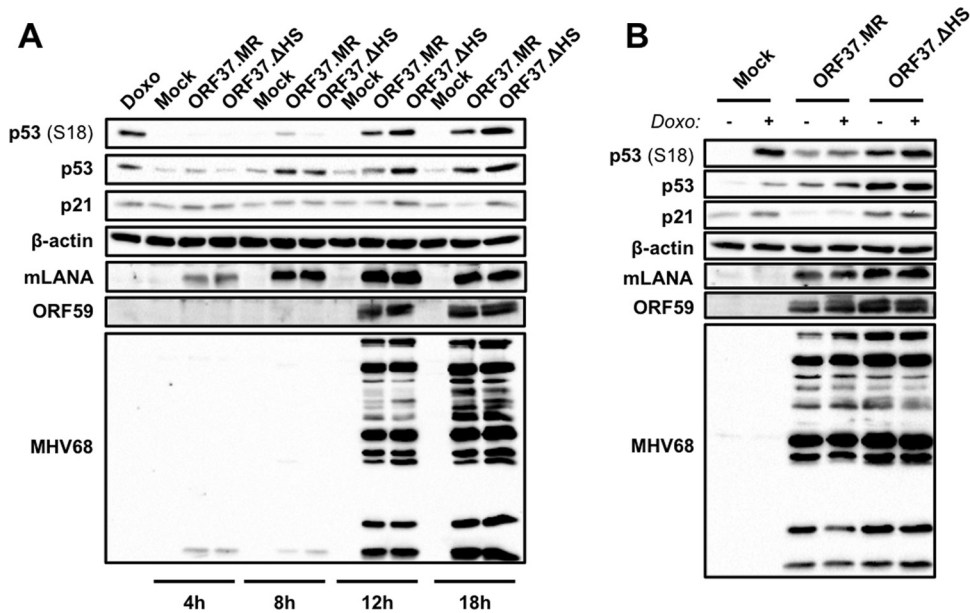 A
Doxo
Mock
ORF37.MR
ORF37.ΔHS
Mock
ORF37.MR
ORF37.ΔHS
Mock
ORF37.MR
ORF37.ΔHS
Mock
ORF37.MR
ORF37.ΔHS
p53 (S18)
p53
p21
β-actin
mLANA
ORF59
MHV68
4h 8h 12h 18h
B
Mock
ORF37.MR
ORF37.ΔHS
Doxo: - + - + - +
p53 (S18)
p53
p21
β-actin
mLANA
ORF59
MHV68